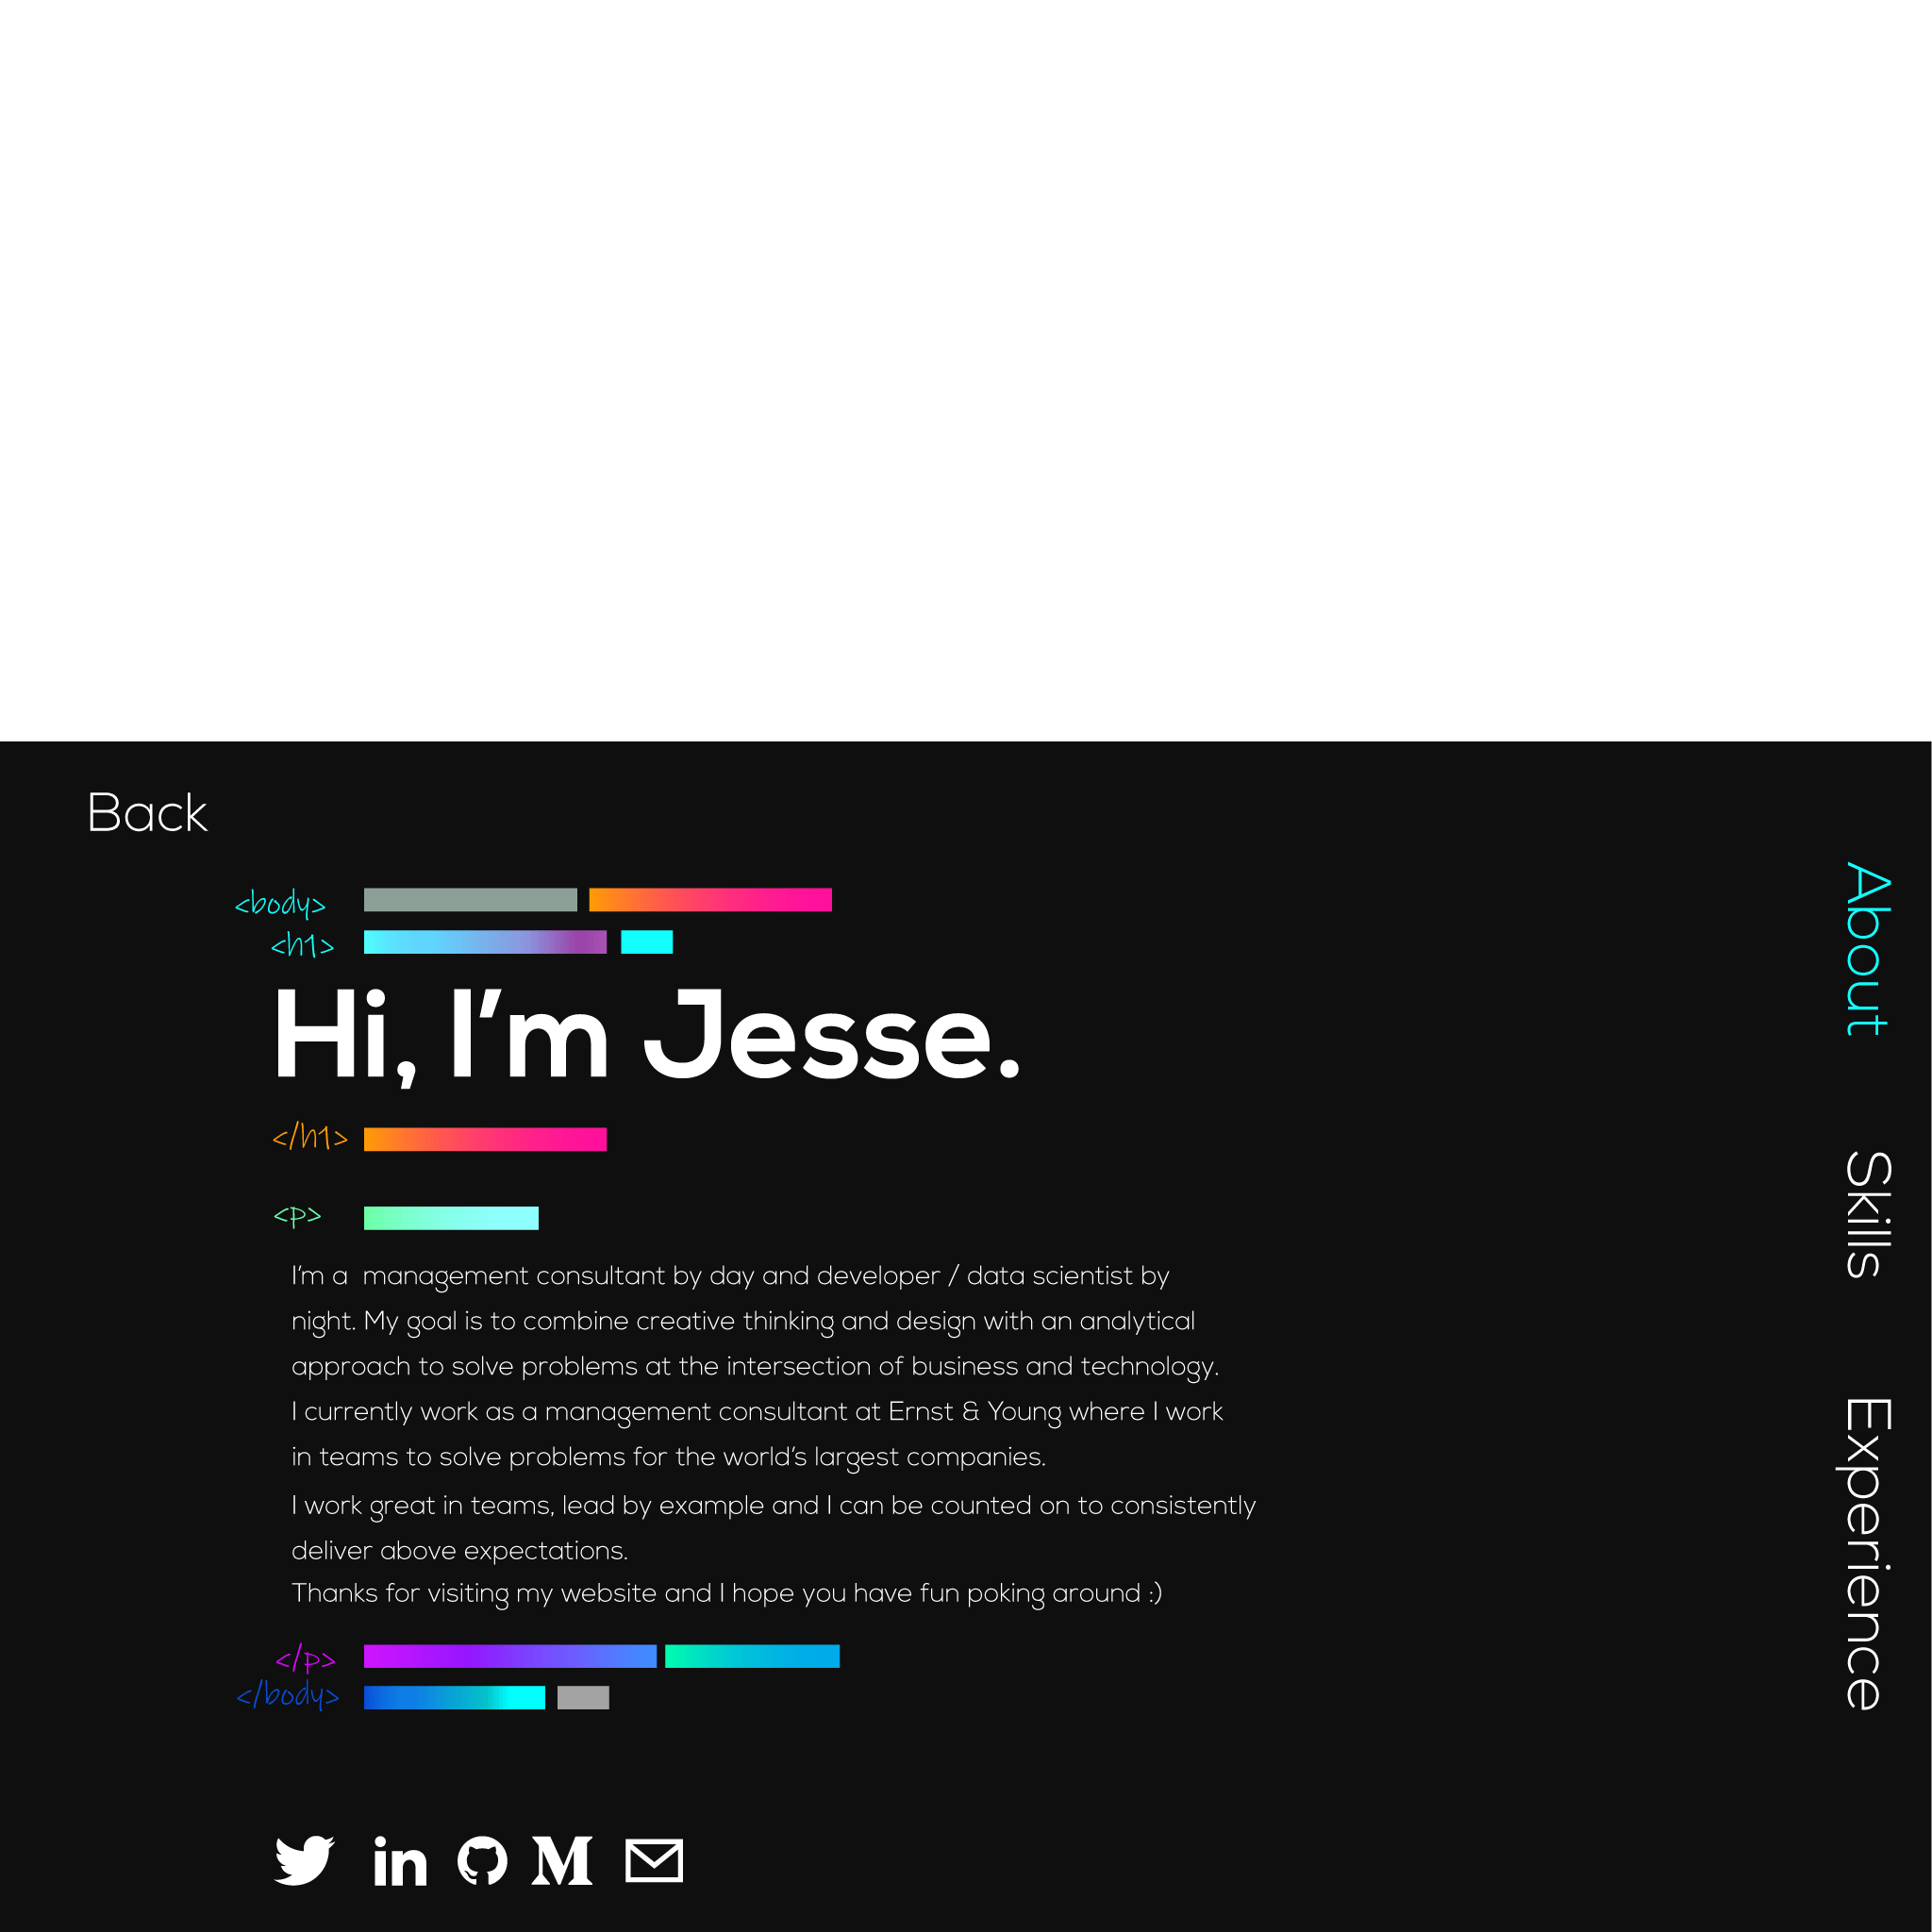 Back
<body>
<h1>
Hi, I’m Jesse.
</h1>
<p>
I’m a  management consultant by day and developer / data scientist by
night. My goal is to combine creative thinking and design with an analytical
approach to solve problems at the intersection of business and technology.
I currently work as a management consultant at Ernst & Young where I work
in teams to solve problems for the world’s largest companies.
I work great in teams, lead by example and I can be counted on to consistently
deliver above expectations.
Thanks for visiting my website and I hope you have fun poking around :)
</p>
</body>
About
Skills
Experience